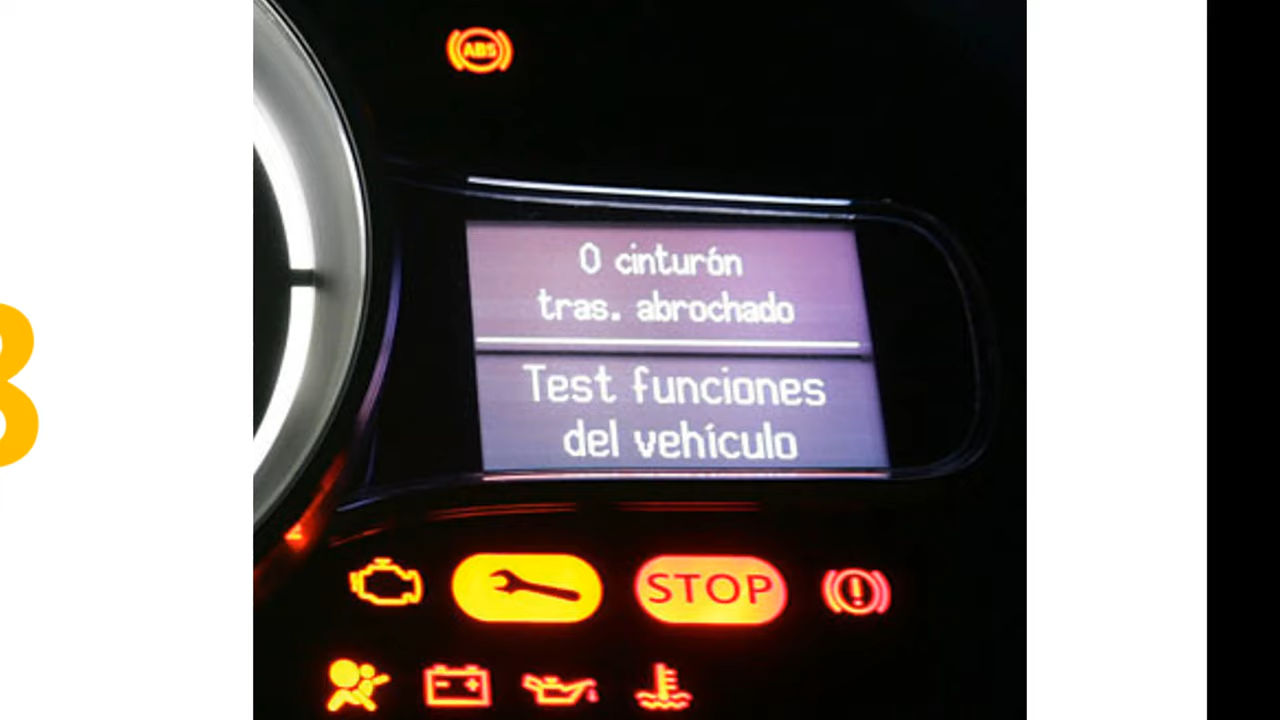 ABS
0 cinturón
tras. abrochado
Test funciones
del vehículo
STOP